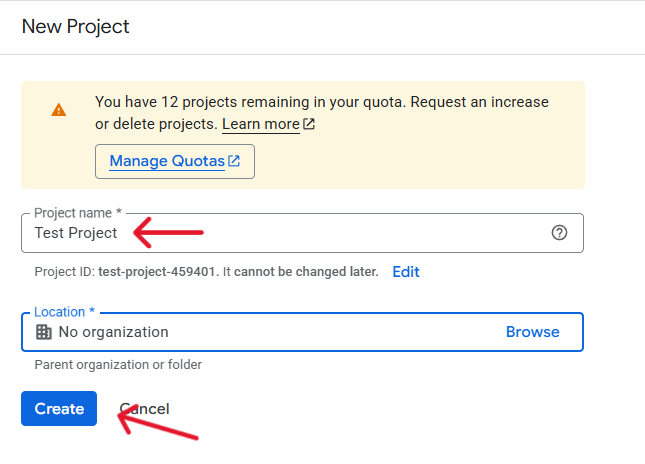 New Project
You have 12 projects remaining in your quota. Request an increase
or delete projects. Learn more
Manage Quotas
Project name *
Test Project
Project ID: test-project-459401. It cannot be changed later. Edit
Location *
No organization Browse
Parent organization or folder
Create Cancel